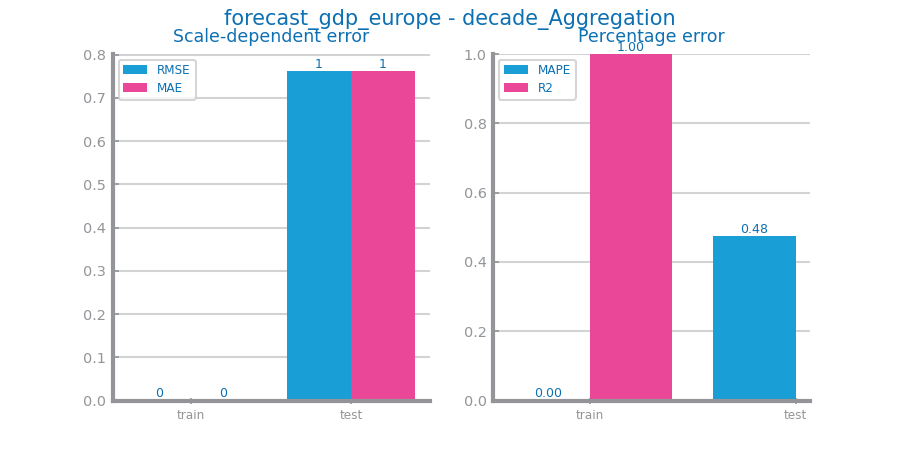 forecast_gdp_europe - decade_Aggregation
Scale-dependent error
0.8
0.7
0.6
0.5
0.4
0.3
0.2
0.1
0.0
RMSE
MAE
0
0
1
1
train
test
Percentage error
1.0
0.8
0.6
0.4
0.2
0.0
MAPE
R2
0.00
1.00
0.48
train
test